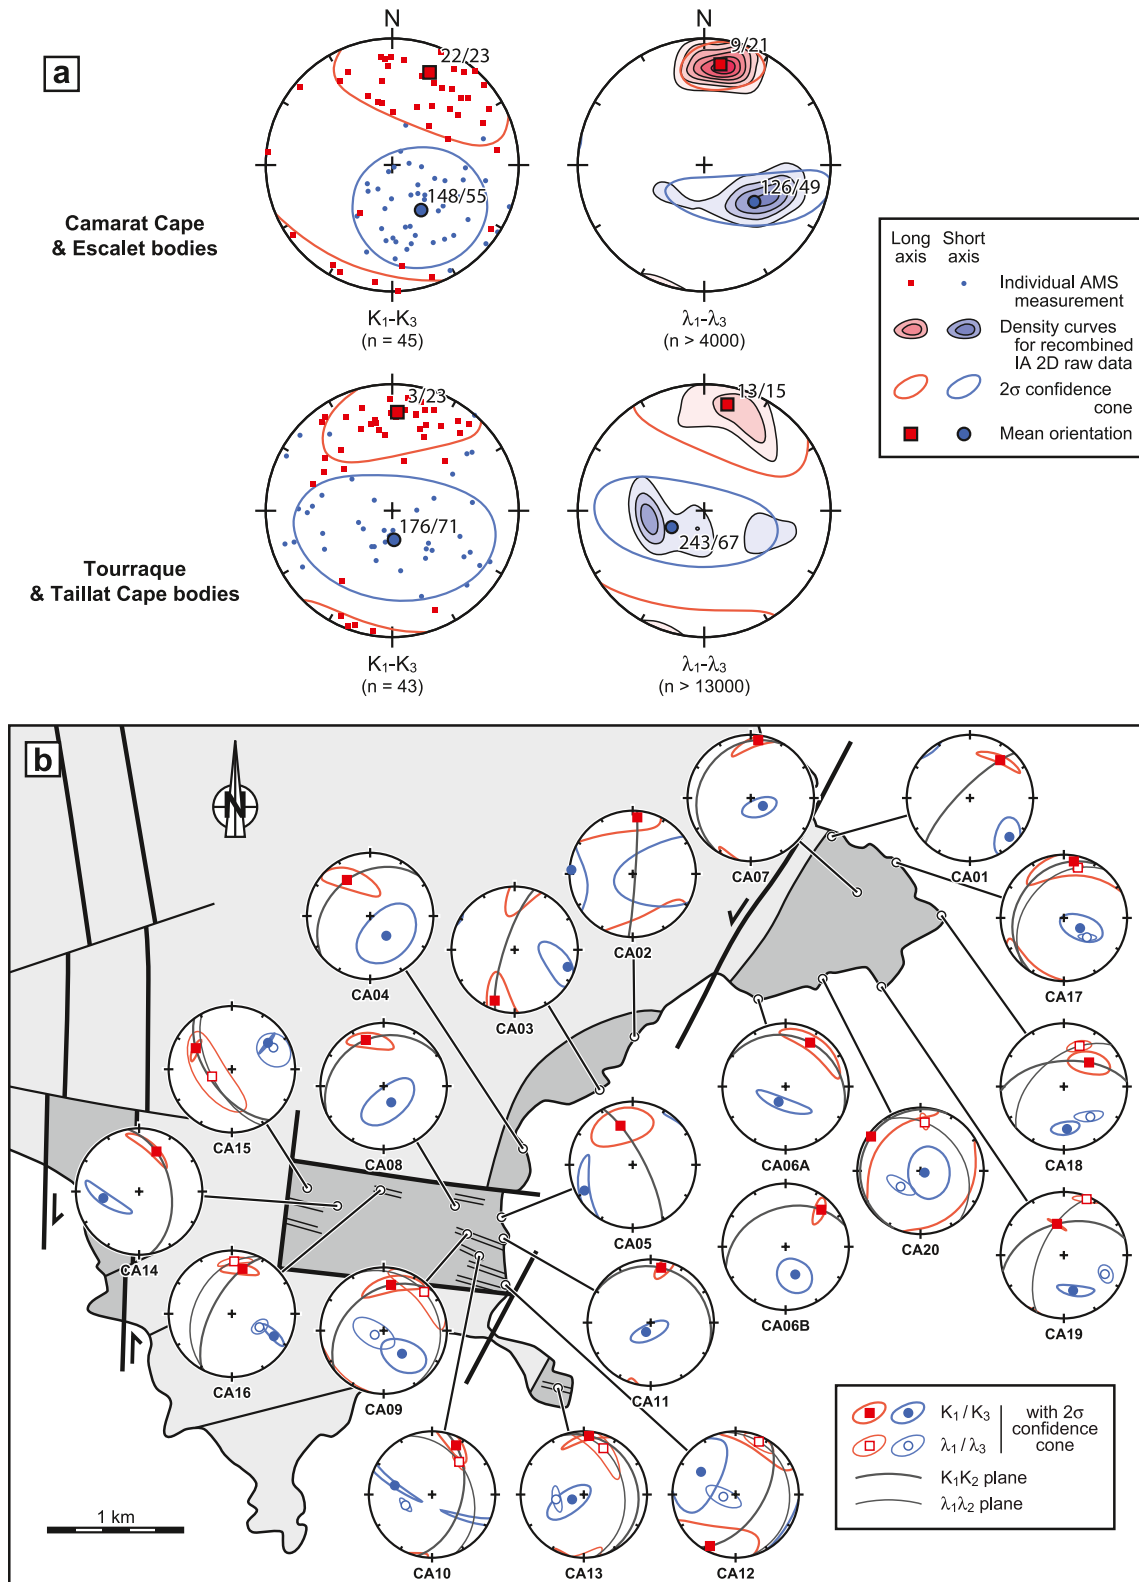 a
N
N
22/23
9/21
148/55
126/49
Camarat Cape
& Escalet bodies
K1-K3
(n = 45)
λ1-λ3
(n > 4000)
Long
axis
Short
axis
Individual AMS
measurement
Density curves
for recombined
IA 2D raw data
2σ confidence
cone
Mean orientation
3/23
13/15
176/71
243/67
Tourraque
& Taillat Cape bodies
K1-K3
(n = 43)
λ1-λ3
(n > 13000)
b
N
CA07
CA01
CA02
CA04
CA03
CA17
CA15
CA08
CA06A
CA18
CA14
CA05
CA20
CA16
CA09
CA11
CA06B
CA19
CA10
CA13
CA12
K1 / K3
λ1 / λ3
with 2σ
confidence
cone
K1K2 plane
λ1λ2 plane
1 km